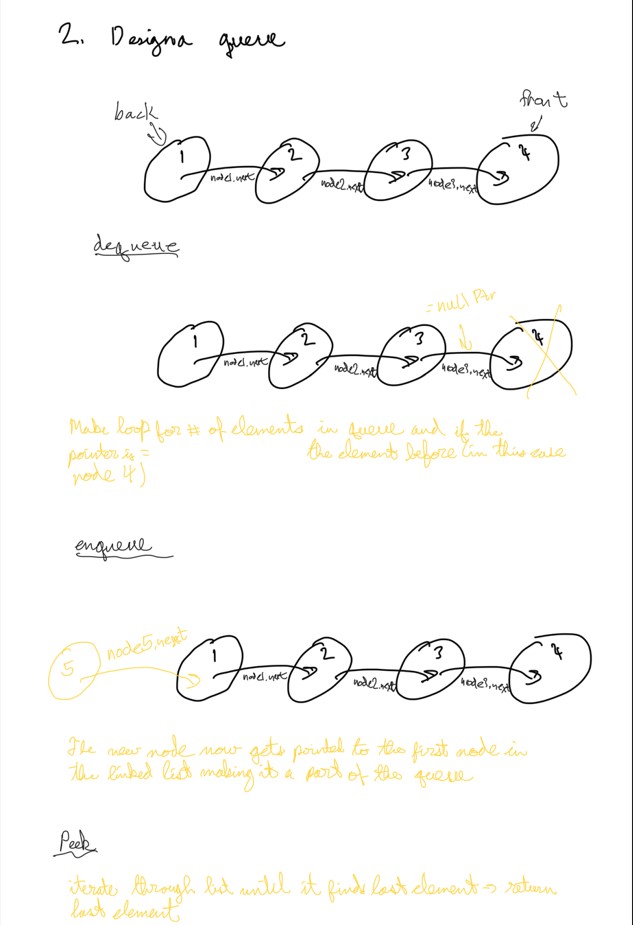 2. Design a queue
back
front
1 2 3 4
node1.next node2.next node3.next
dequeue
= null Ptr
1 2 3 4
node1.next node2.next node3.next
Make loop for # of elements in queue and if the
pointer is = the element before (in this case
node 4)
enqueue
5 node5.next 1 2 3 4
node1.next node2.next node3.next
The new node now gets pointed to the first node in
the linked list making it a part of the queue
Peek
iterate through list until it finds last element → return
last element